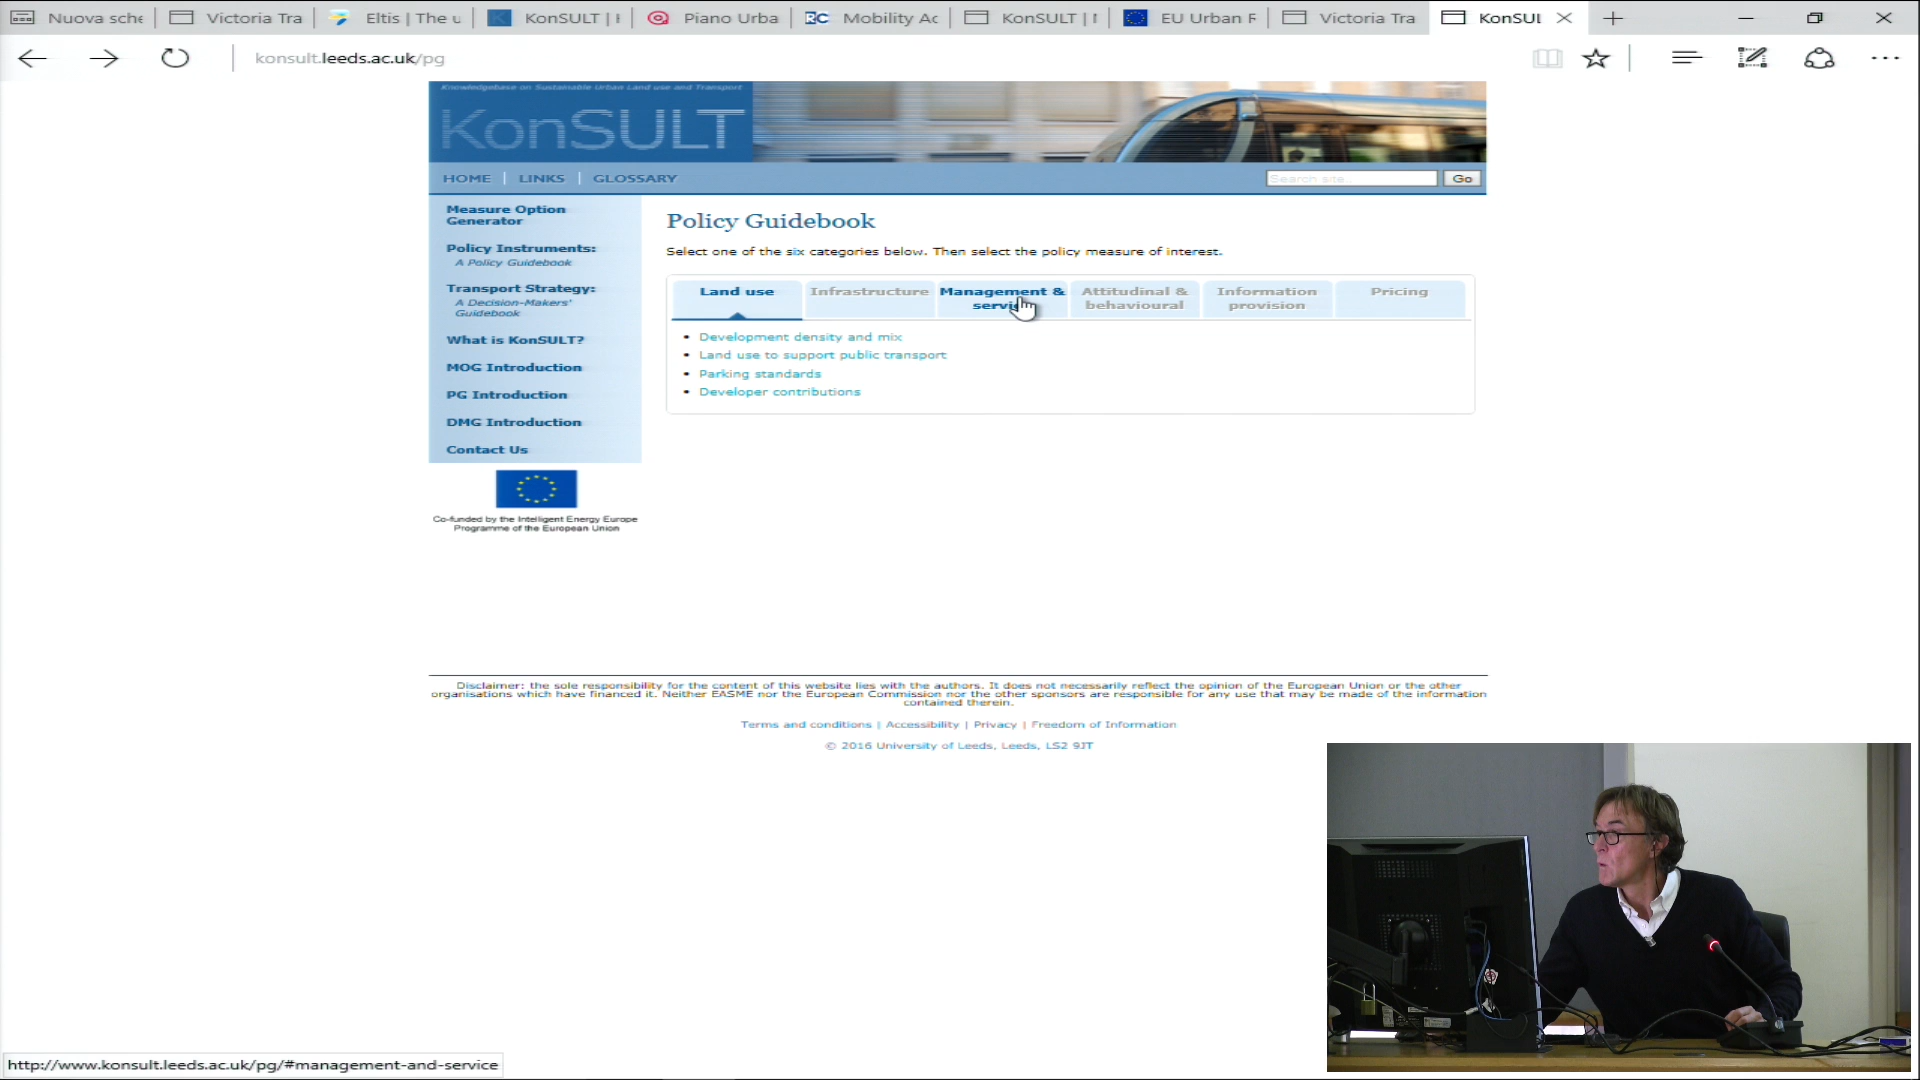 Nuova sche
Victoria Tra
Eltis | The u
KonSULT |
Piano Urba
Mobility Ac
KonSULT |
EU Urban F
Victoria Tra
KonSUL
konsult.leeds.ac.uk/pg
Knowledgebase on Sustainable Urban Land use and Transport
KonSULT
HOME | LINKS | GLOSSARY
Search site..
Go
Measure Option
Generator
Policy Instruments:
A Policy Guidebook
Transport Strategy:
A Decision-Makers'
Guidebook
What is KonSULT?
MOG Introduction
PG Introduction
DMG Introduction
Contact Us
Co-funded by the Intelligent Energy Europe
Programme of the European Union
Policy Guidebook
Select one of the six categories below. Then select the policy measure of interest.
Land use
Infrastructure
Management &
servi
Attitudinal &
behavioural
Information
provision
Pricing
• Development density and mix
• Land use to support public transport
• Parking standards
• Developer contributions
Disclaimer: the sole responsibility for the content of this website lies with the authors. It does not necessarily reflect the opinion of the European Union or the other
organisations which have financed it. Neither EASME nor the European Commission nor the other sponsors are responsible for any use that may be made of the information
contained therein.
Terms and conditions | Accessibility | Privacy | Freedom of Information
© 2016 University of Leeds, Leeds, LS2 9JT
http://www.konsult.leeds.ac.uk/pg/#management-and-service